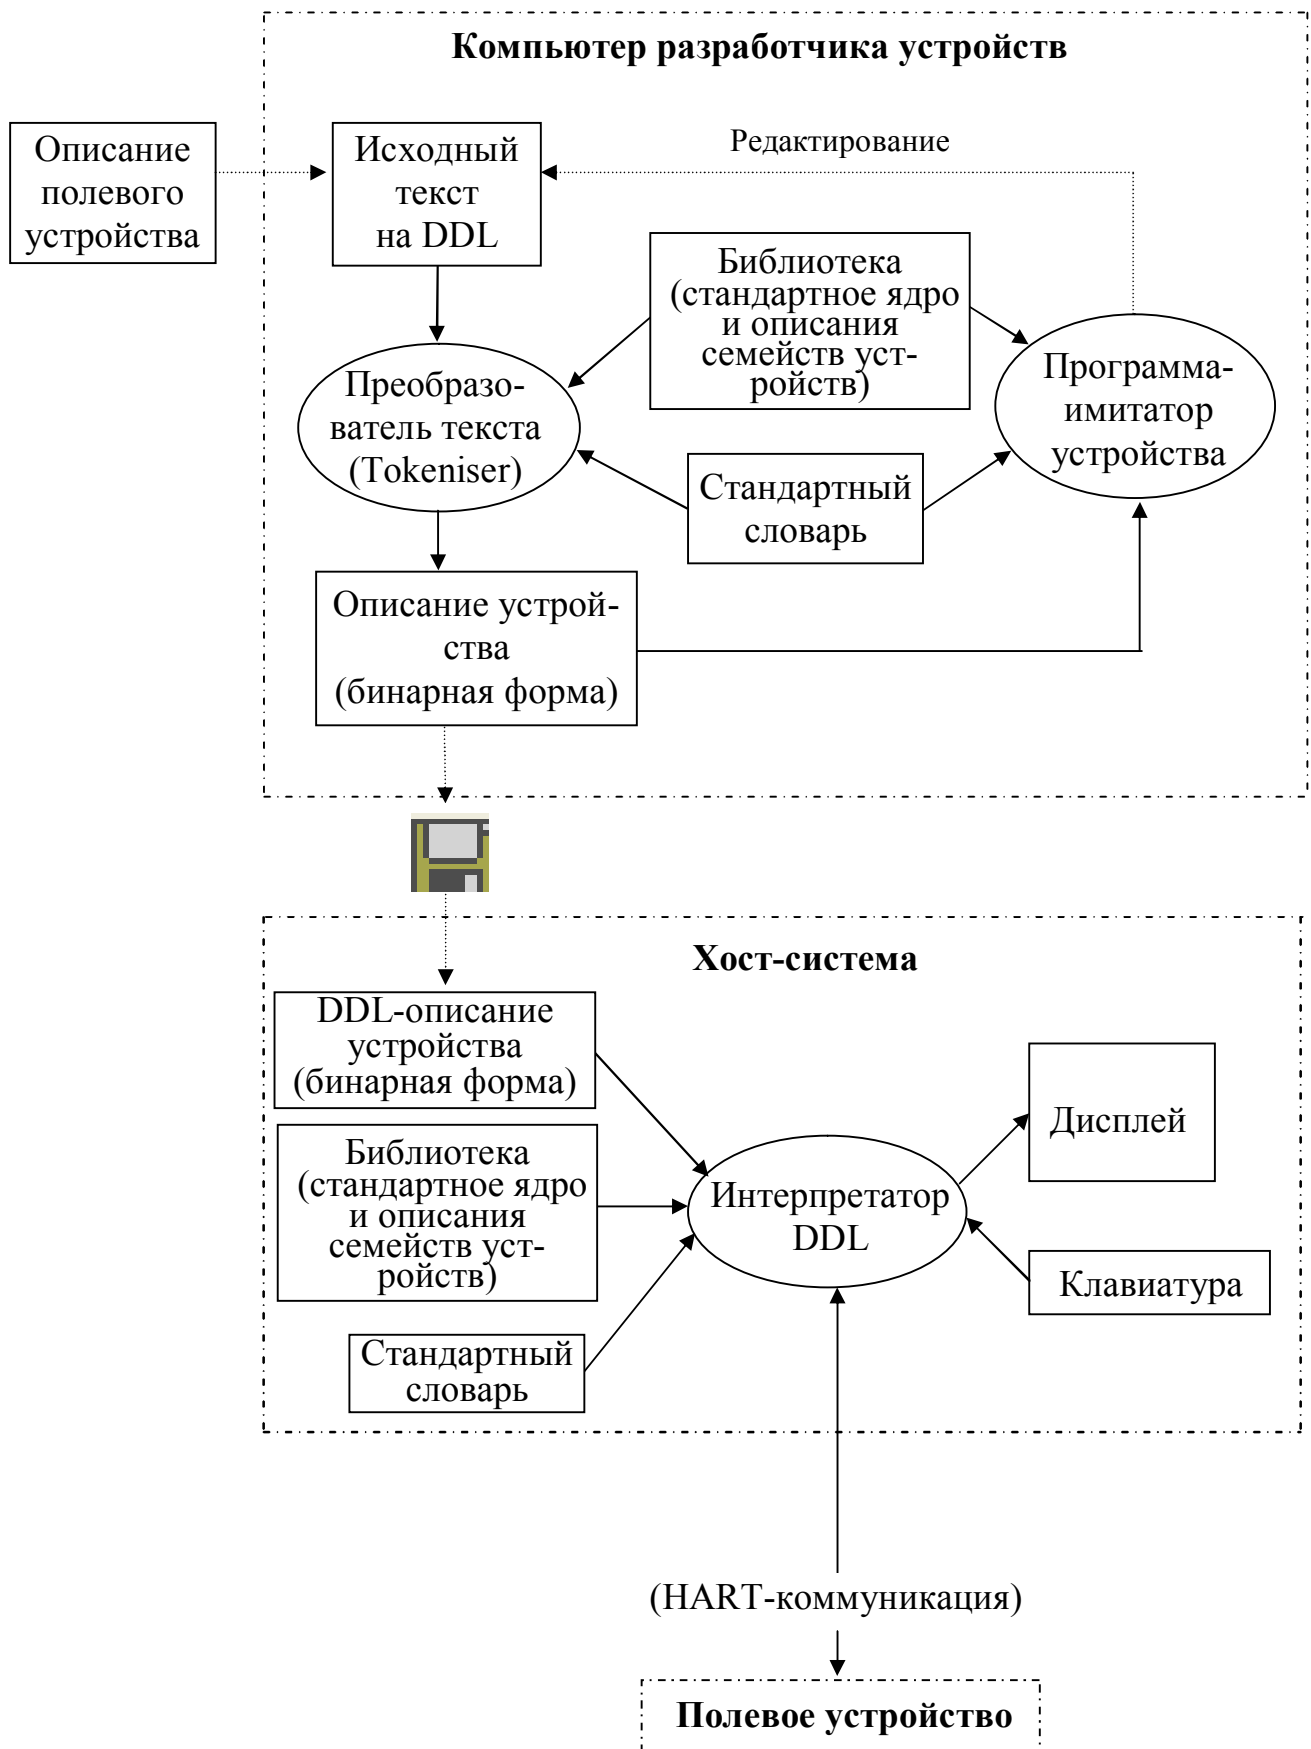 Компьютер разработчика устройств
Описание
полевого
устройства
Исходный
текст
на DDL
Редактирование
Библиотека
(стандартное ядро
и описания
семейств уст-
ройств)
Преобразо-
ватель текста
(Tokeniser)
Программа-
имитатор
устройства
Стандартный
словарь
Описание устрой-
ства
(бинарная форма)
Хост-система
DDL-описание
устройства
(бинарная форма)
Дисплей
Библиотека
(стандартное ядро
и описания
семейств уст-
ройств)
Интерпретатор
DDL
Клавиатура
Стандартный
словарь
(HART-коммуникация)
Полевое устройство